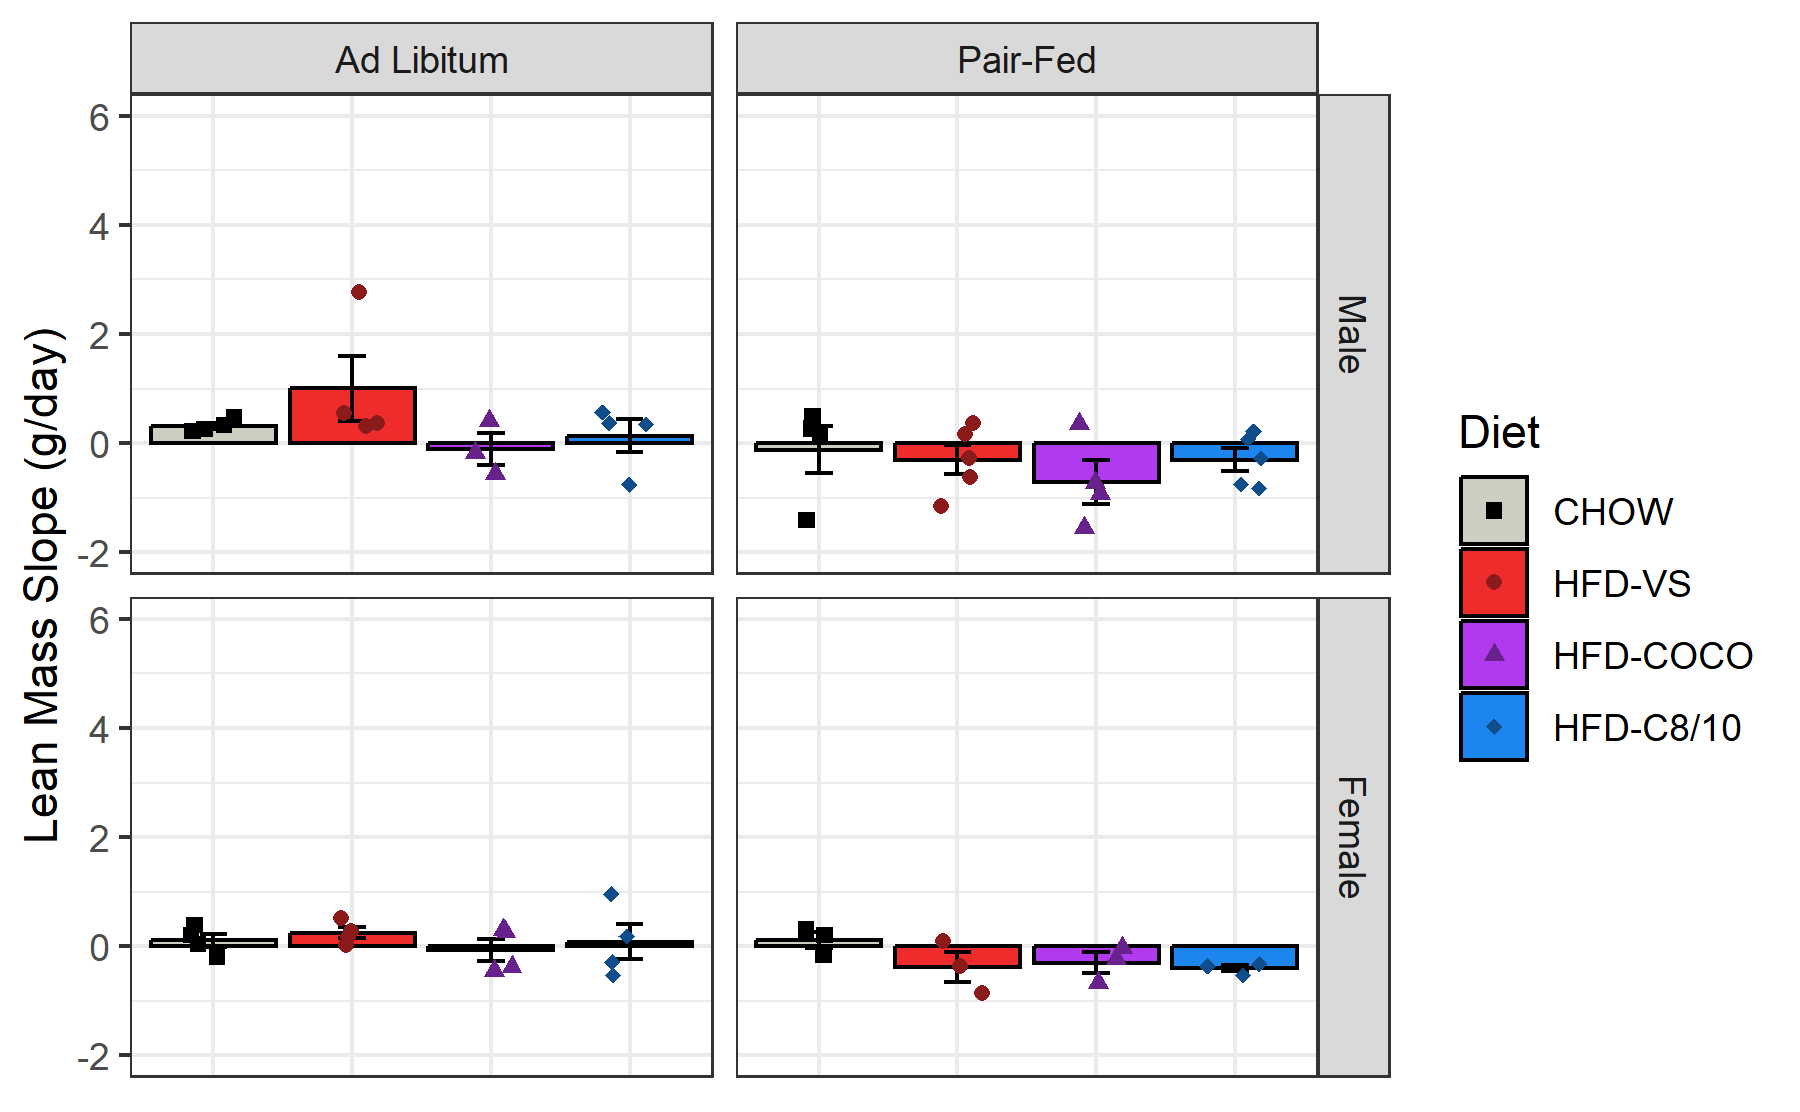 Ad Libitum
Pair-Fed
Male
Female
Lean Mass Slope (g/day)
6
4
2
0
-2
6
4
2
0
-2
Diet
CHOW
HFD-VS
HFD-COCO
HFD-C8/10